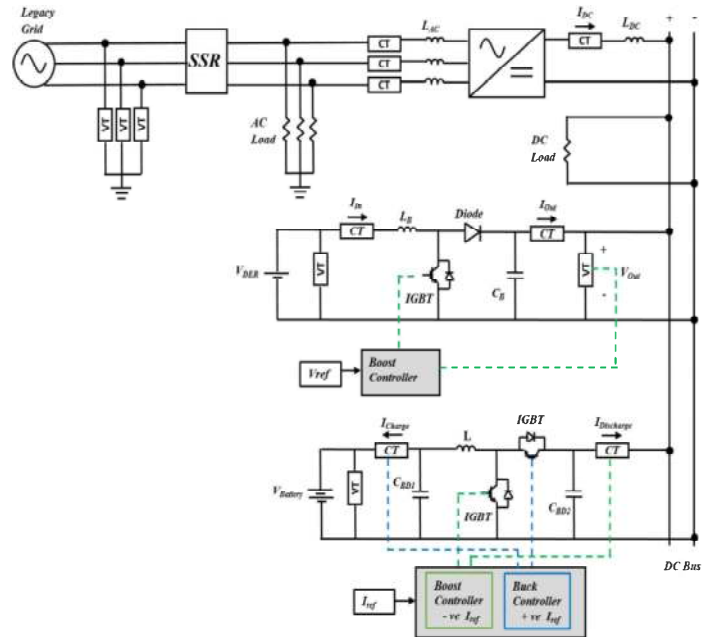 Legacy
Grid
SSR
VT
VT
VT
AC
Load
CT
CT
CT
L_AC
I_DC
CT
L_DC
+
-
DC
Load
I_In
CT
L_B
Diode
I_Out
CT
V_DER
VT
IGBT
C_B
VT
+
V_Out
-
Vref
Boost
Controller
I_Charge
CT
L
IGBT
I_Discharge
CT
V_Battery
VT
C_BD1
IGBT
C_BD2
DC Bus
I_ref
Boost
Controller
- ve I_ref
Buck
Controller
+ ve I_ref